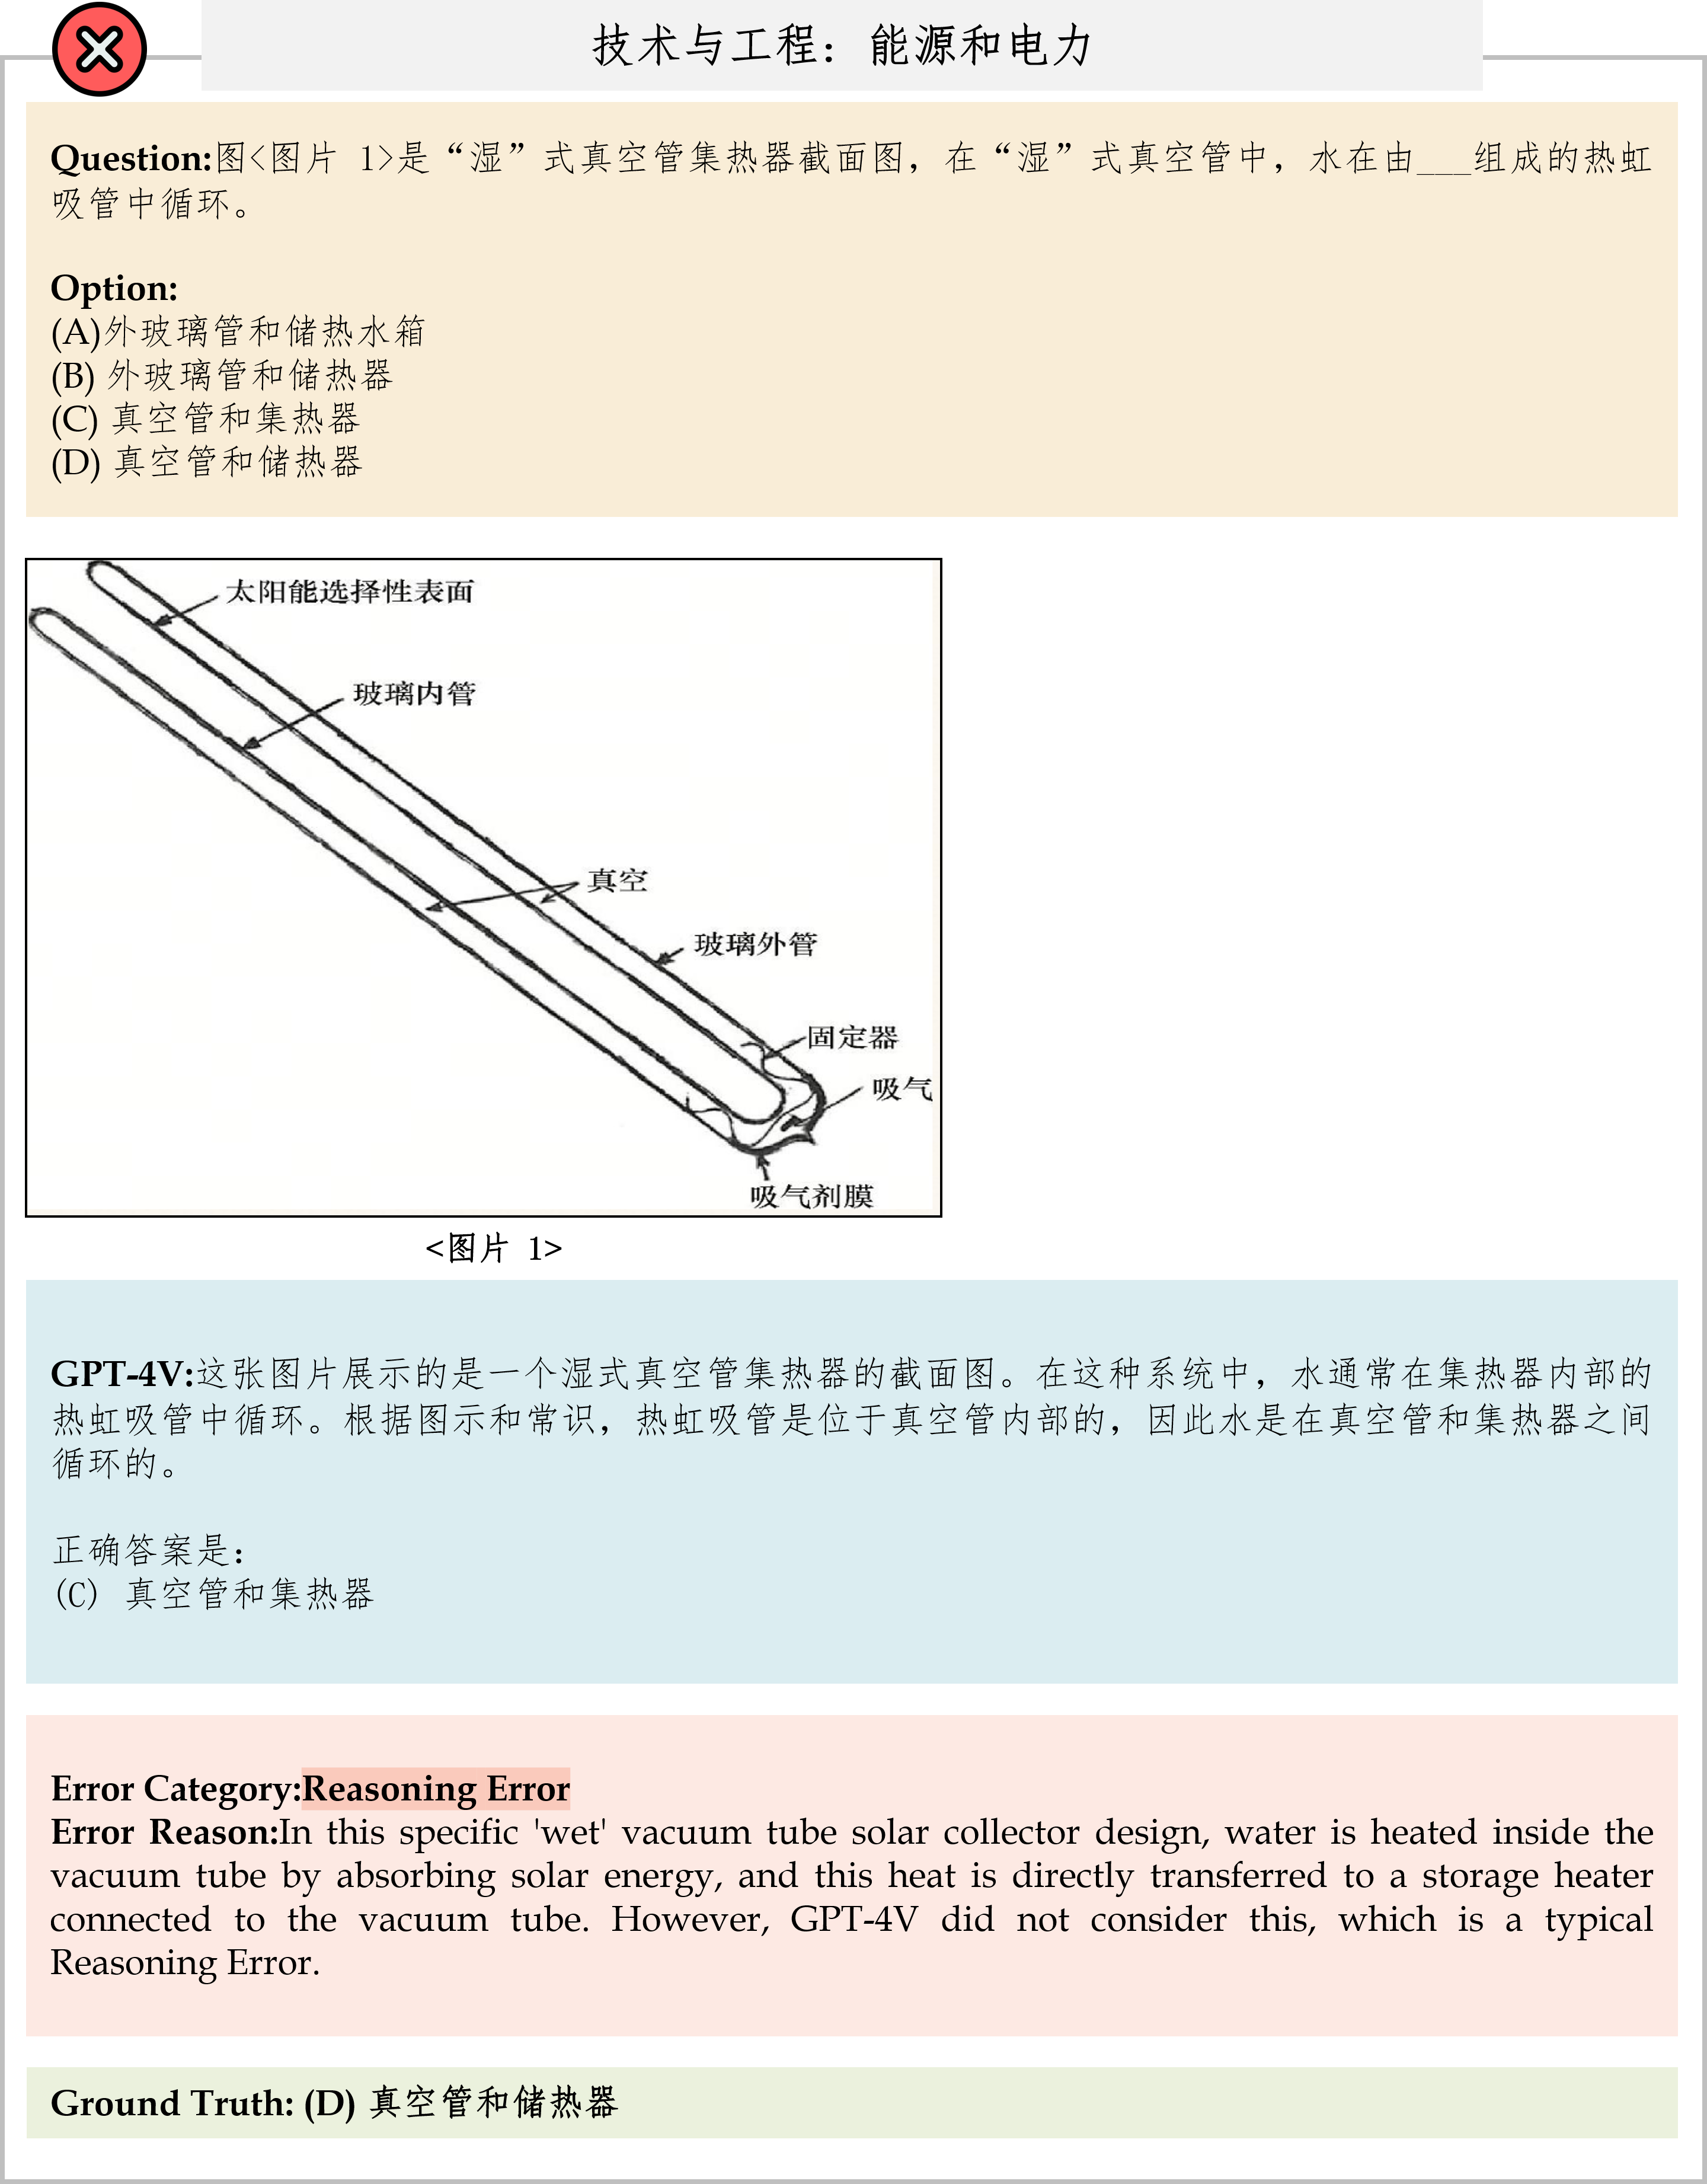 技术与工程：能源和电力
Question:图<图片 1>是“湿”式真空管集热器截面图，在“湿”式真空管中，水在由___组成的热虹
吸管中循环。
Option:
(A)外玻璃管和储热水箱
(B) 外玻璃管和储热器
(C) 真空管和集热器
(D) 真空管和储热器
太阳能选择性表面
玻璃内管
真空
玻璃外管
固定器
吸气
吸气剂膜
<图片 1>
GPT-4V:这张图片展示的是一个湿式真空管集热器的截面图。在这种系统中，水通常在集热器内部的
热虹吸管中循环。根据图示和常识，热虹吸管是位于真空管内部的，因此水是在真空管和集热器之间
循环的。
正确答案是：
(C) 真空管和集热器
Error Category:Reasoning Error
Error Reason:In this specific 'wet' vacuum tube solar collector design, water is heated inside the
vacuum tube by absorbing solar energy, and this heat is directly transferred to a storage heater
connected to the vacuum tube. However, GPT-4V did not consider this, which is a typical
Reasoning Error.
Ground Truth: (D) 真空管和储热器